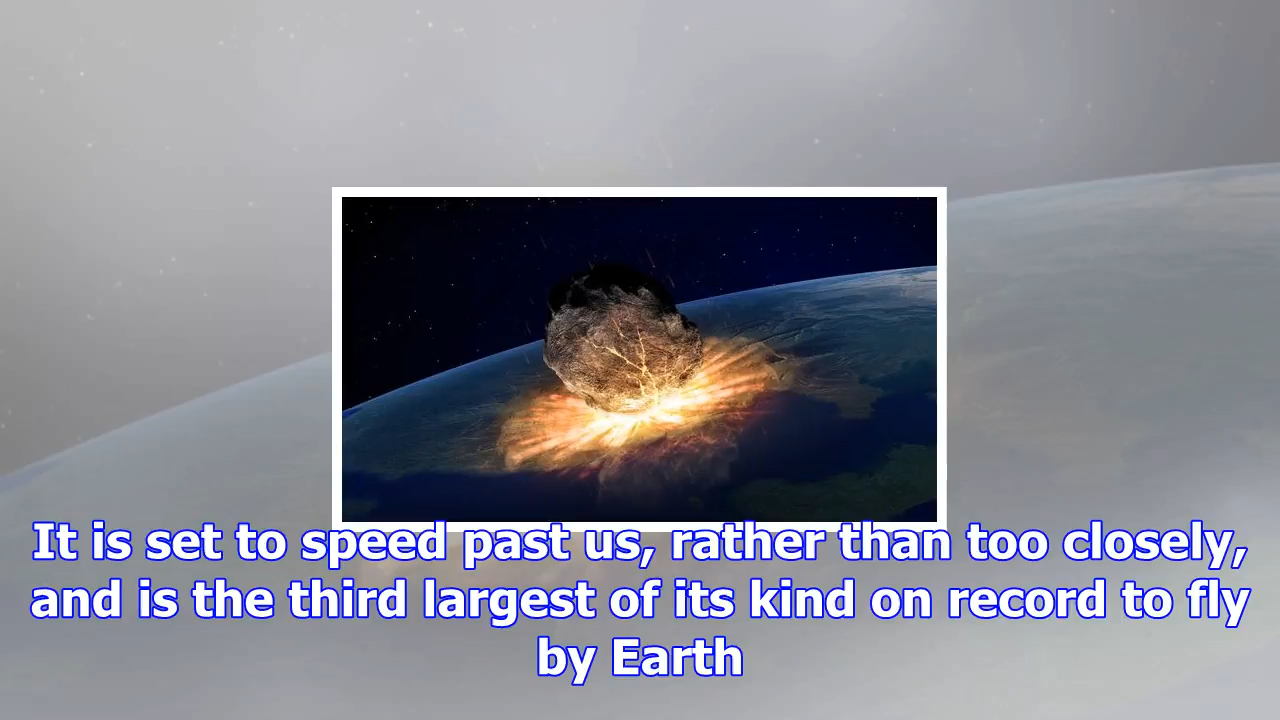 It is set to speed past us, rather than too closely,
and is the third largest of its kind on record to fly
by Earth